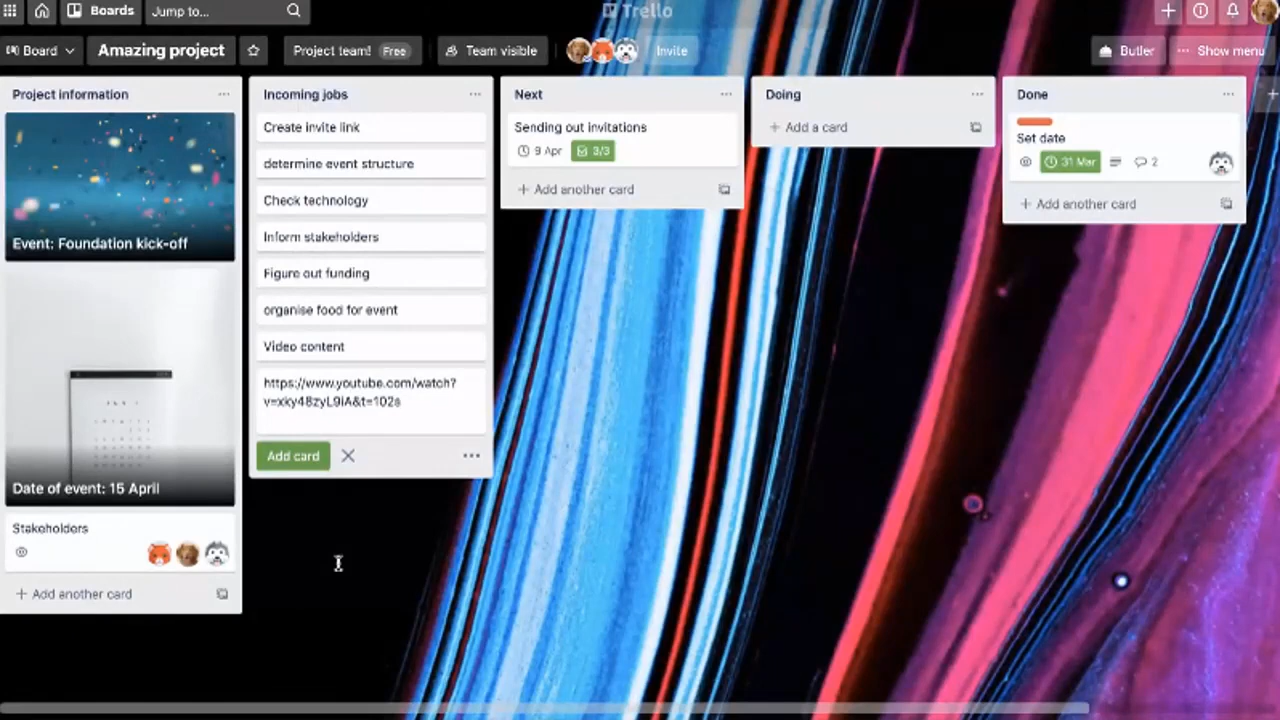 Boards
Jump to...
Trello
Board
Amazing project
Project team! Free
Team visible
Invite
Butler
Show menu
Project information
Event: Foundation kick-off
Date of event: 15 April
Stakeholders
+ Add another card
Incoming jobs
Create invite link
determine event structure
Check technology
Inform stakeholders
Figure out funding
organise food for event
Video content
https://www.youtube.com/watch?
v=xky48zyL9iA&t=102s
Add card
Next
Sending out invitations
9 Apr 3/3
+ Add another card
Doing
+ Add a card
Done
Set date
31 Mar 2
+ Add another card